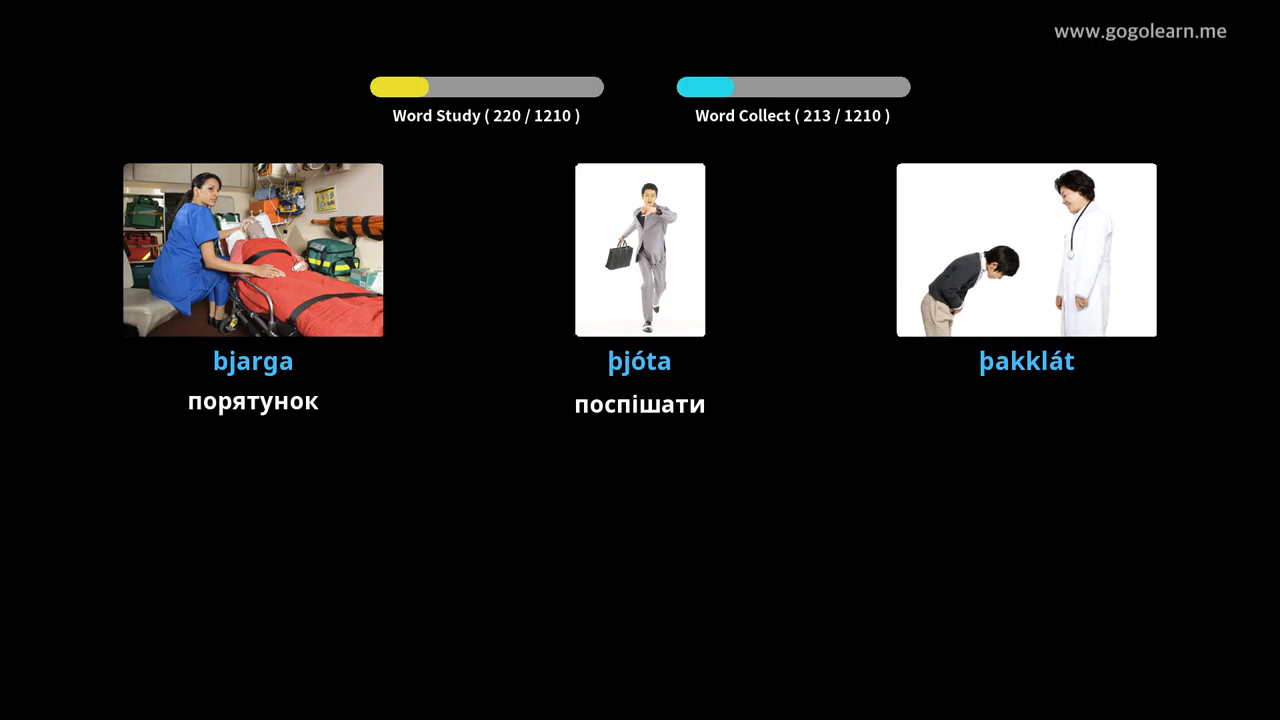 www.gogolearn.me
Word Study ( 220 / 1210 )
Word Collect ( 213 / 1210 )
bjarga
þjóta
þakklát
порятунок
поспішати